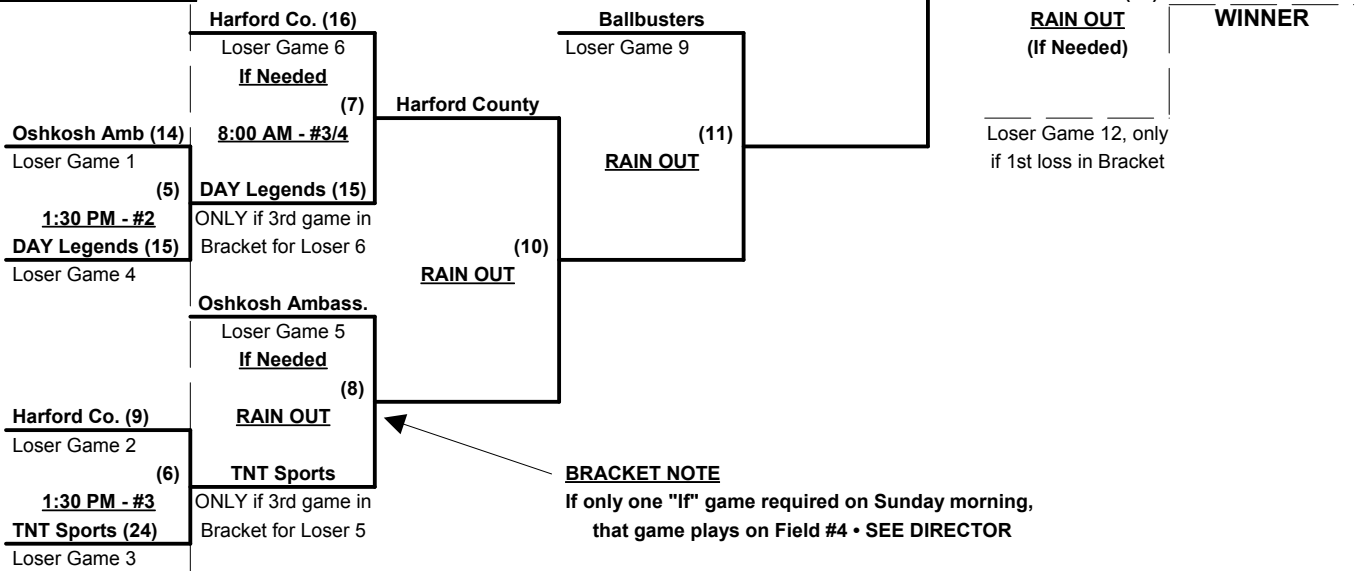 Harford Co. (16)
Loser Game 6
If Needed
(7)
8:00 AM - #3/4
Oshkosh Amb (14)
Loser Game 1
(5)
1:30 PM - #2
DAY Legends (15)
Loser Game 4
DAY Legends (15)
ONLY if 3rd game in
Bracket for Loser 6
Harford County
Ballbusters
Loser Game 9
(11)
RAIN OUT
(10)
RAIN OUT
RAIN OUT
(If Needed)
WINNER
Loser Game 12, only
if 1st loss in Bracket
Oshkosh Ambass.
Loser Game 5
If Needed
(8)
RAIN OUT
Harford Co. (9)
Loser Game 2
(6)
1:30 PM - #3
TNT Sports (24)
Loser Game 3
TNT Sports
ONLY if 3rd game in
Bracket for Loser 5
BRACKET NOTE
If only one "If" game required on Sunday morning,
that game plays on Field #4 • SEE DIRECTOR